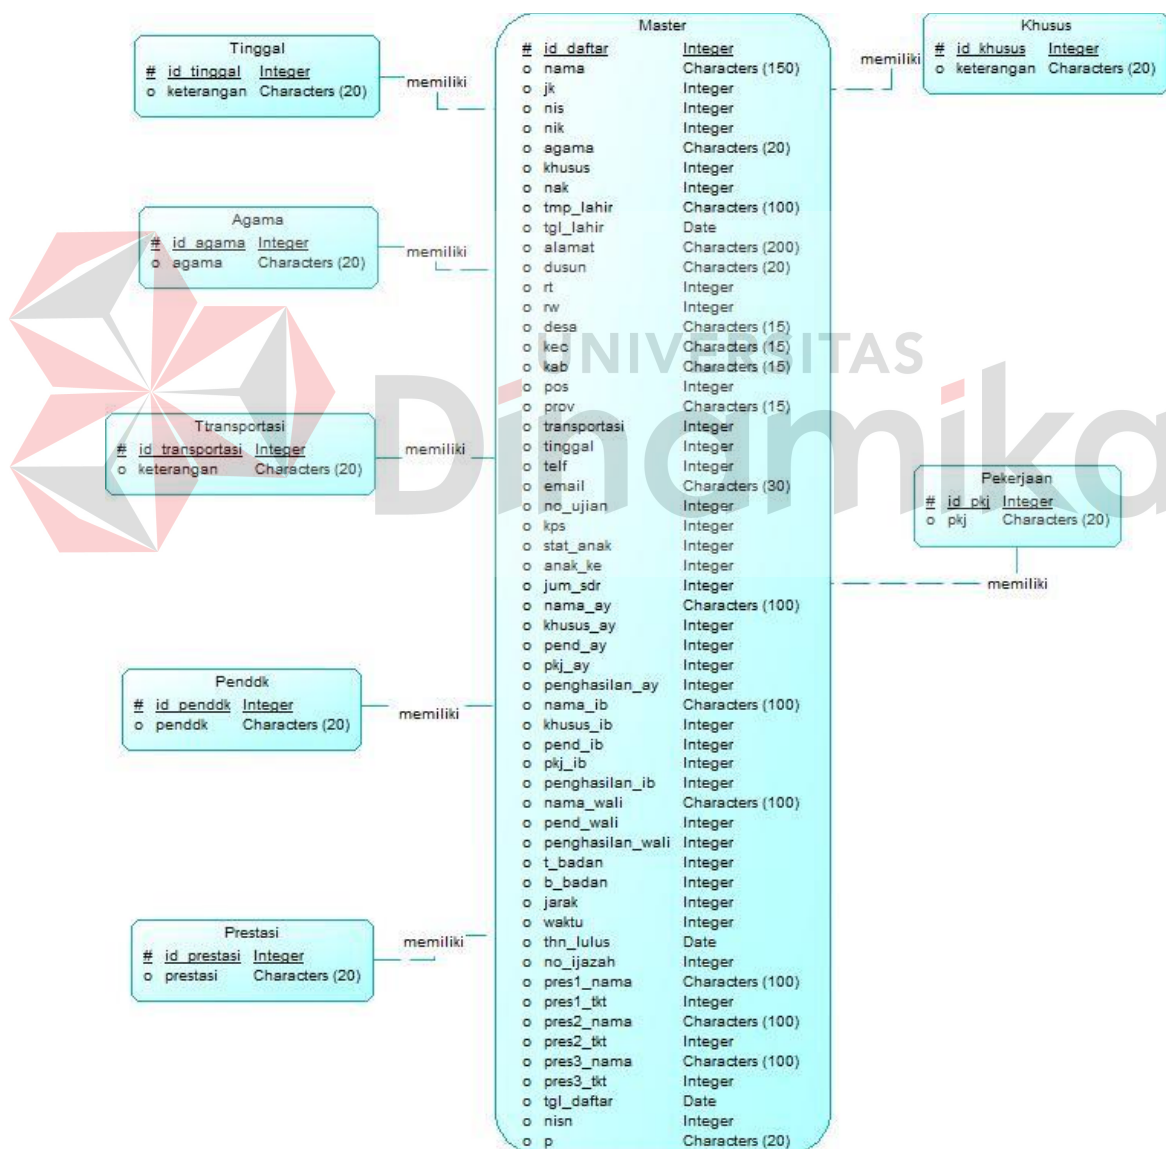 Tinggal
# id_tinggal Integer
o keterangan Characters (20)
memiliki
Agama
# id_agama Integer
o agama Characters (20)
memiliki
Ttransportasi
# id_transportasi Integer
o keterangan Characters (20)
memiliki
Penddk
# id_penddk Integer
o penddk Characters (20)
memiliki
Prestasi
# id_prestasi Integer
o prestasi Characters (20)
memiliki
Master
# id_daftar Integer
o nama Characters (150)
o jk Integer
o nis Integer
o nik Integer
o agama Characters (20)
o khusus Integer
o nak Integer
o tmp_lahir Characters (100)
o tgl_lahir Date
o alamat Characters (200)
o dusun Characters (20)
o rt Integer
o rw Integer
o desa Characters (15)
o kec Characters (15)
o kab Characters (15)
o pos Integer
o prov Characters (15)
o transportasi Integer
o tinggal Integer
o telf Integer
o email Characters (30)
o no_ujian Integer
o kps Integer
o stat_anak Integer
o anak_ke Integer
o jum_sdr Integer
o nama_ay Characters (100)
o khusus_ay Integer
o pend_ay Integer
o pkj_ay Integer
o penghasilan_ay Integer
o nama_ib Characters (100)
o khusus_ib Integer
o pend_ib Integer
o pkj_ib Integer
o penghasilan_ib Integer
o nama_wali Characters (100)
o pend_wali Integer
o penghasilan_wali Integer
o t_badan Integer
o b_badan Integer
o jarak Integer
o waktu Integer
o thn_lulus Date
o no_ijazah Integer
o pres1_nama Characters (100)
o pres1_tkt Integer
o pres2_nama Characters (100)
o pres2_tkt Integer
o pres3_nama Characters (100)
o pres3_tkt Integer
o tgl_daftar Date
o nisn Integer
o p Characters (20)
Khusus
# id_khusus Integer
o keterangan Characters (20)
memiliki
Pekerjaan
# id_pkj Integer
o pkj Characters (20)
memiliki
UNIVERSITAS
Dinamika